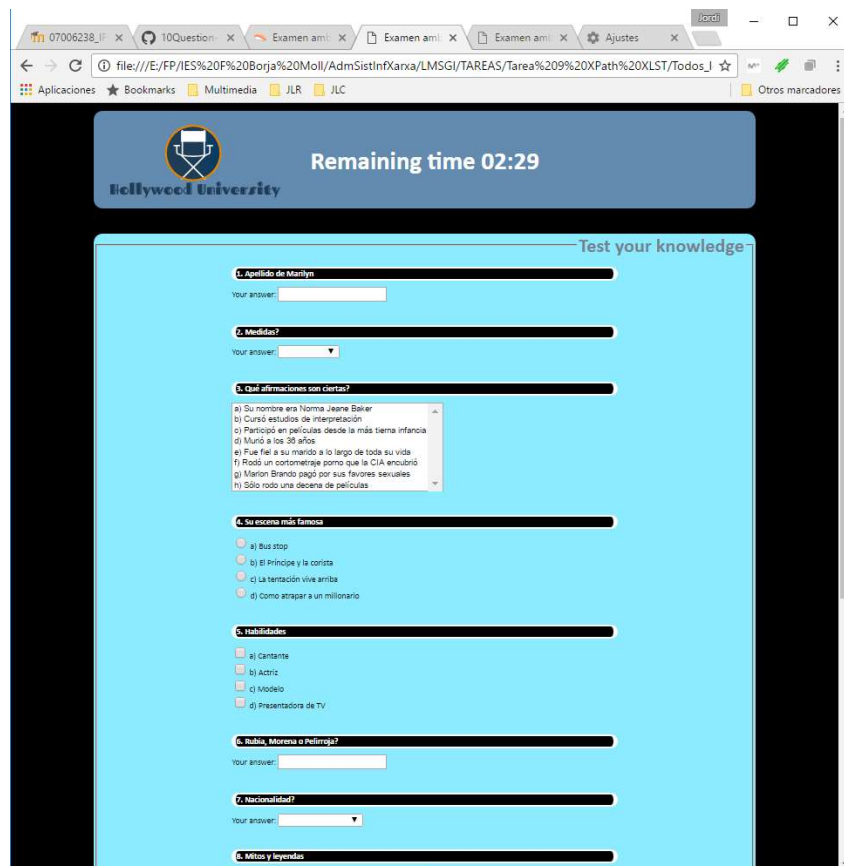 Jordi
07006238_IF
10Question-
Examen amb
Examen amb
Examen amb
Ajustes
file:///E:/FP/IES%20F%20Borja%20Moll/AdmSistInfXarxa/LMSGI/TAREAS/Tarea%209%20XPath%20XLST/Todos_l
Aplicaciones Bookmarks Multimedia JLR JLC Otros marcadores
Remaining time 02:29
Hollywood University
Test your knowledge
1. Apellido de Marilyn
Your answer:
2. Medidas?
Your answer:
3. Qué afirmaciones son ciertas?
a) Su nombre era Norma Jeane Baker
b) Cursó estudios de interpretación
c) Participó en películas desde la más tierna infancia
d) Murió a los 36 años
e) Fue fiel a su marido a lo largo de toda su vida
f) Rodó un cortometraje porno que la CIA encubrió
g) Marlon Brando pagó por sus favores sexuales
h) Sólo rodo una decena de películas
4. Su escena más famosa
a) Bus stop
b) El Príncipe y la corista
c) La tentación vive arriba
d) Como atrapar a un millonario
5. Habilidades
a) Cantante
b) Actriz
c) Modelo
d) Presentadora de TV
6. Rubia, Morena o Pelirroja?
Your answer:
7. Nacionalidad?
Your answer:
8. Mitos y leyendas